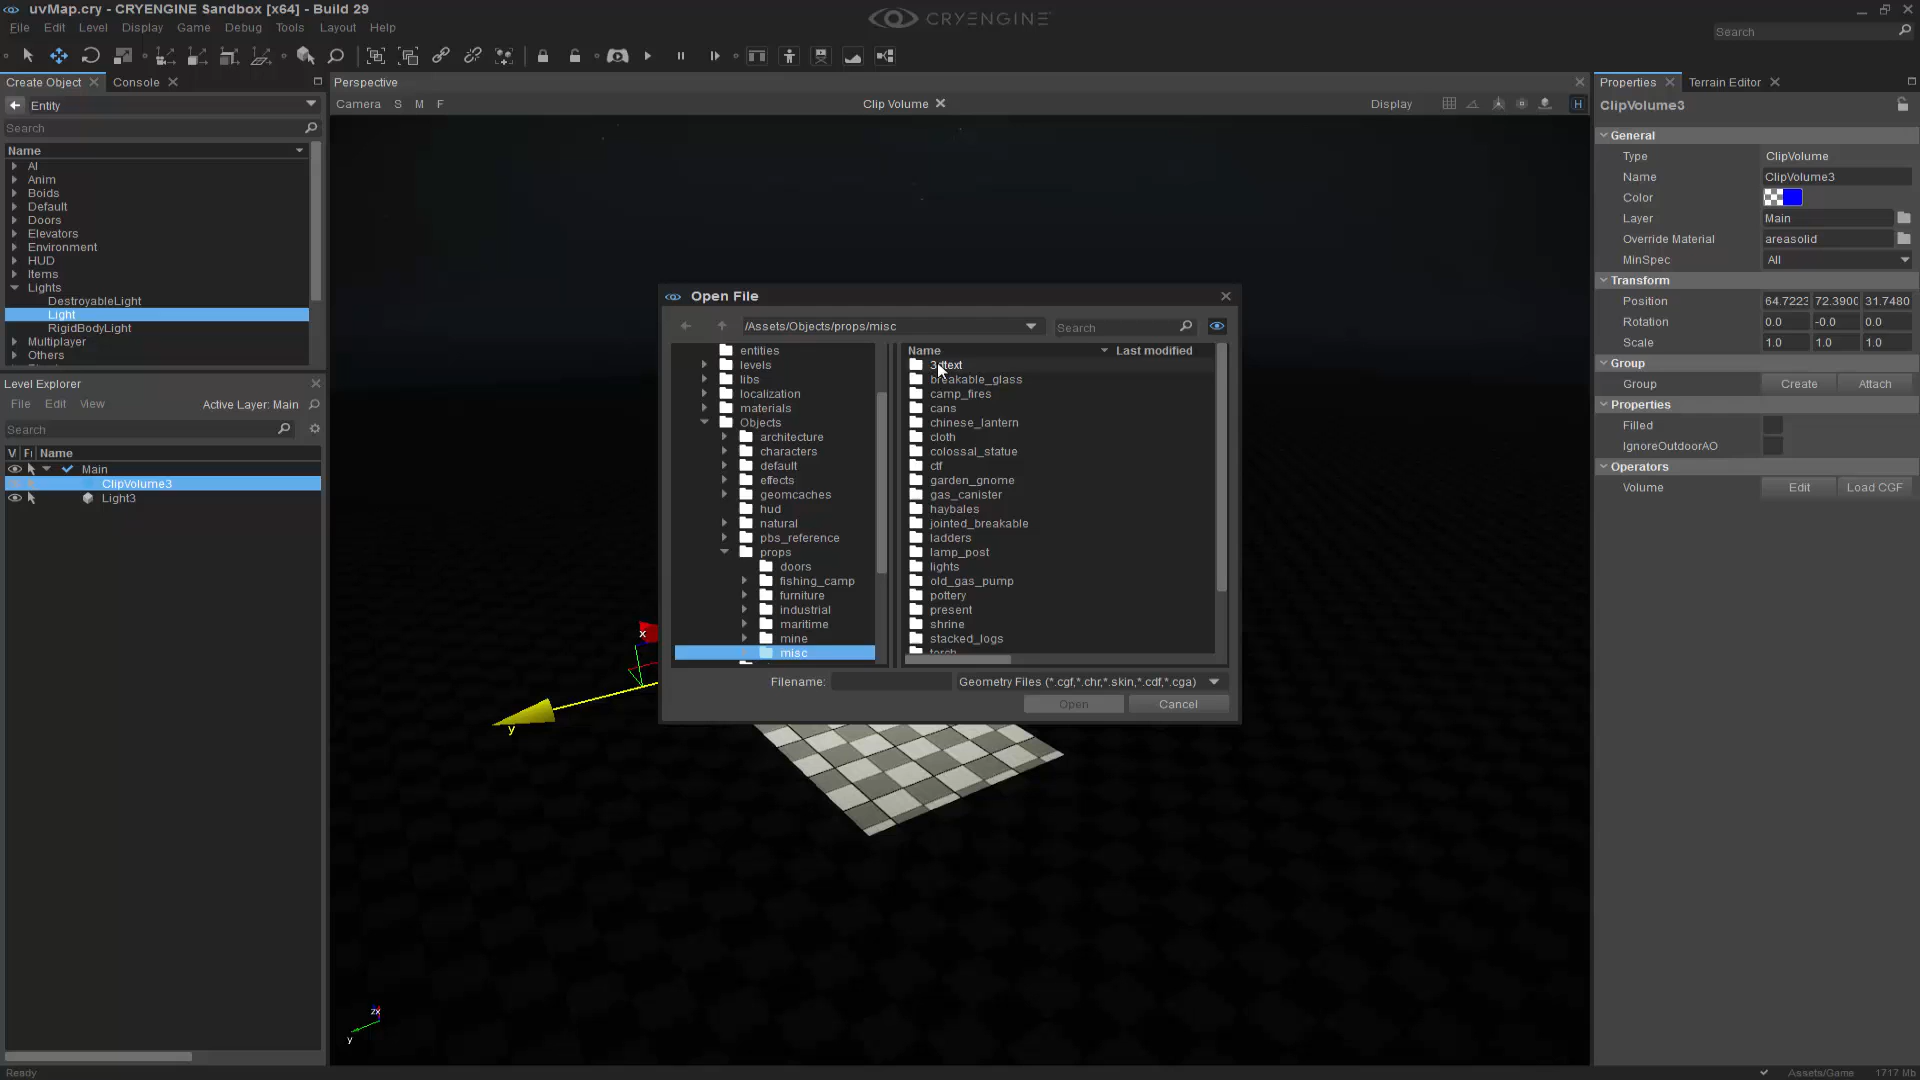 uvMap.cry - CRYENGINE Sandbox [x64] - Build 29
CRYENGINE
File Edit Level Display Game Debug Tools Layout Help
Search
Create Object
Console
Perspective
Properties
Terrain Editor
Entity
Camera S M F
Clip Volume
Display
H
ClipVolume3
Search
Name
AI
Anim
Boids
Default
Doors
Elevators
Environment
HUD
Items
Lights
DestroyableLight
Light
RigidBodyLight
Multiplayer
Others
Level Explorer
File Edit View Active Layer: Main
Search
V Name
Main
ClipVolume3
Light3
Open File
/Assets/Objects/props/misc
Search
entities
levels
libs
localization
materials
Objects
architecture
characters
default
effects
geomcaches
hud
natural
pbs_reference
props
doors
fishing_camp
furniture
industrial
maritime
mine
misc
Name Last modified
breakable_glass
camp_fires
cans
chinese_lantern
cloth
colossal_statue
ctf
garden_gnome
gas_canister
haybales
jointed_breakable
ladders
lamp_post
lights
old_gas_pump
pottery
present
shrine
stacked_logs
Filename:
Geometry Files (*.cgf,*.chr,*.skin,*.cdf,*.cga)
Open
Cancel
x
y
y
General
Type ClipVolume
Name ClipVolume3
Color
Layer Main
Override Material areasolid
MinSpec All
Transform
Position 64.7223 72.3900 31.7480
Rotation 0.0 -0.0 0.0
Scale 1.0 1.0 1.0
Group
Group Create Attach
Properties
Filled
IgnoreOutdoorAO
Operators
Volume Edit Load CGF
Ready
Assets/Game 1717 Mb